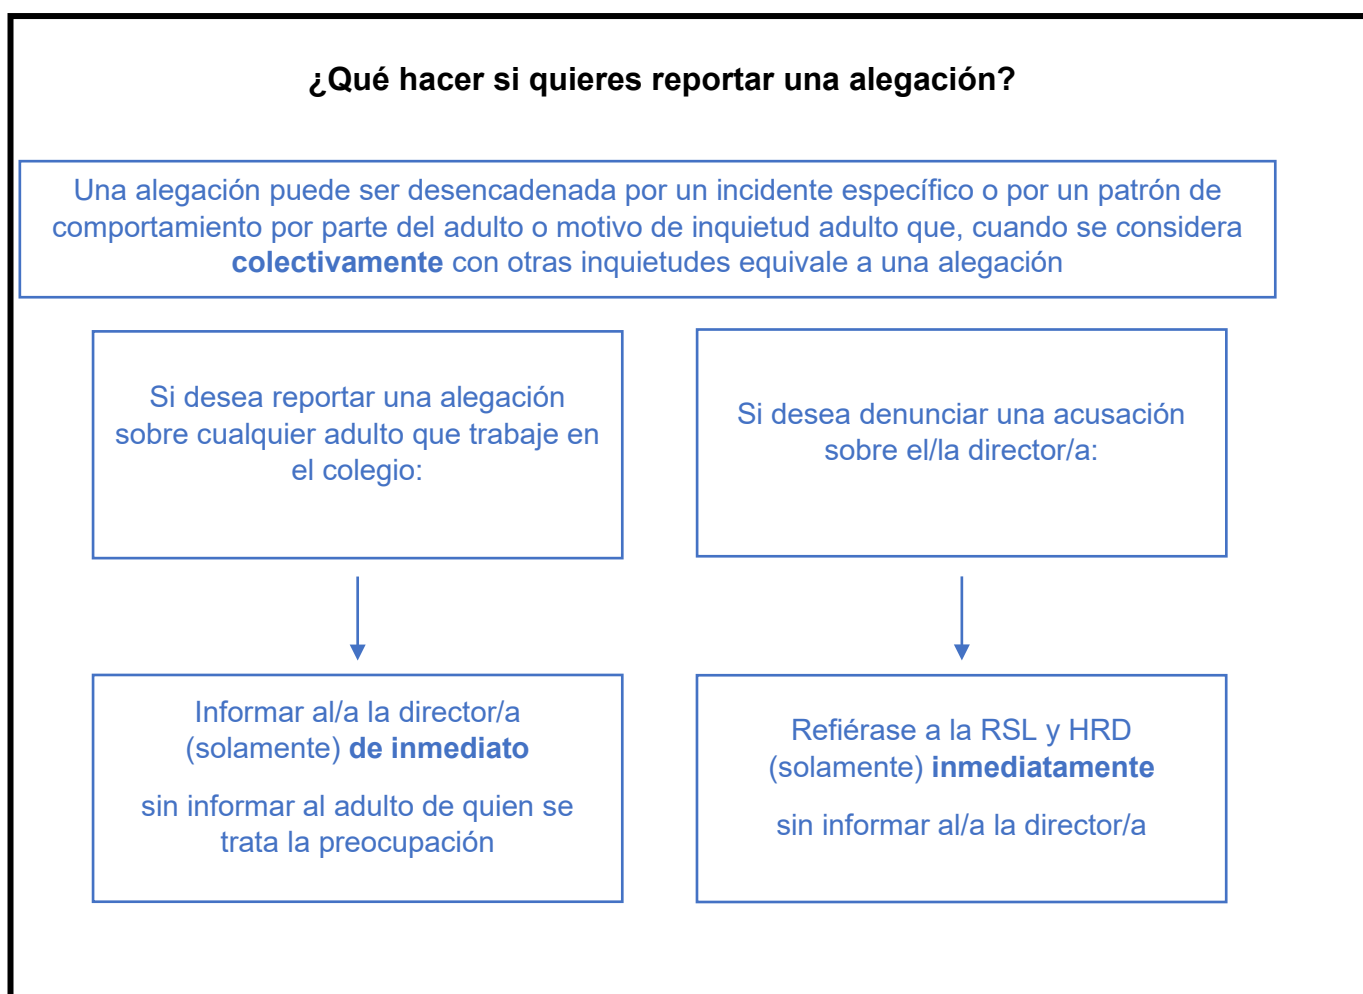 ¿Qué hacer si quieres reportar una alegación?
Una alegación puede ser desencadenada por un incidente específico o por un patrón de
comportamiento por parte del adulto o motivo de inquietud adulto que, cuando se considera
colectivamente con otras inquietudes equivale a una alegación
Si desea reportar una alegación
sobre cualquier adulto que trabaje en
el colegio:
Si desea denunciar una acusación
sobre el/la director/a:
Informar al/a la director/a
(solamente) de inmediato
sin informar al adulto de quien se
trata la preocupación
Refiérase a la RSL y HRD
(solamente) inmediatamente
sin informar al/a la director/a